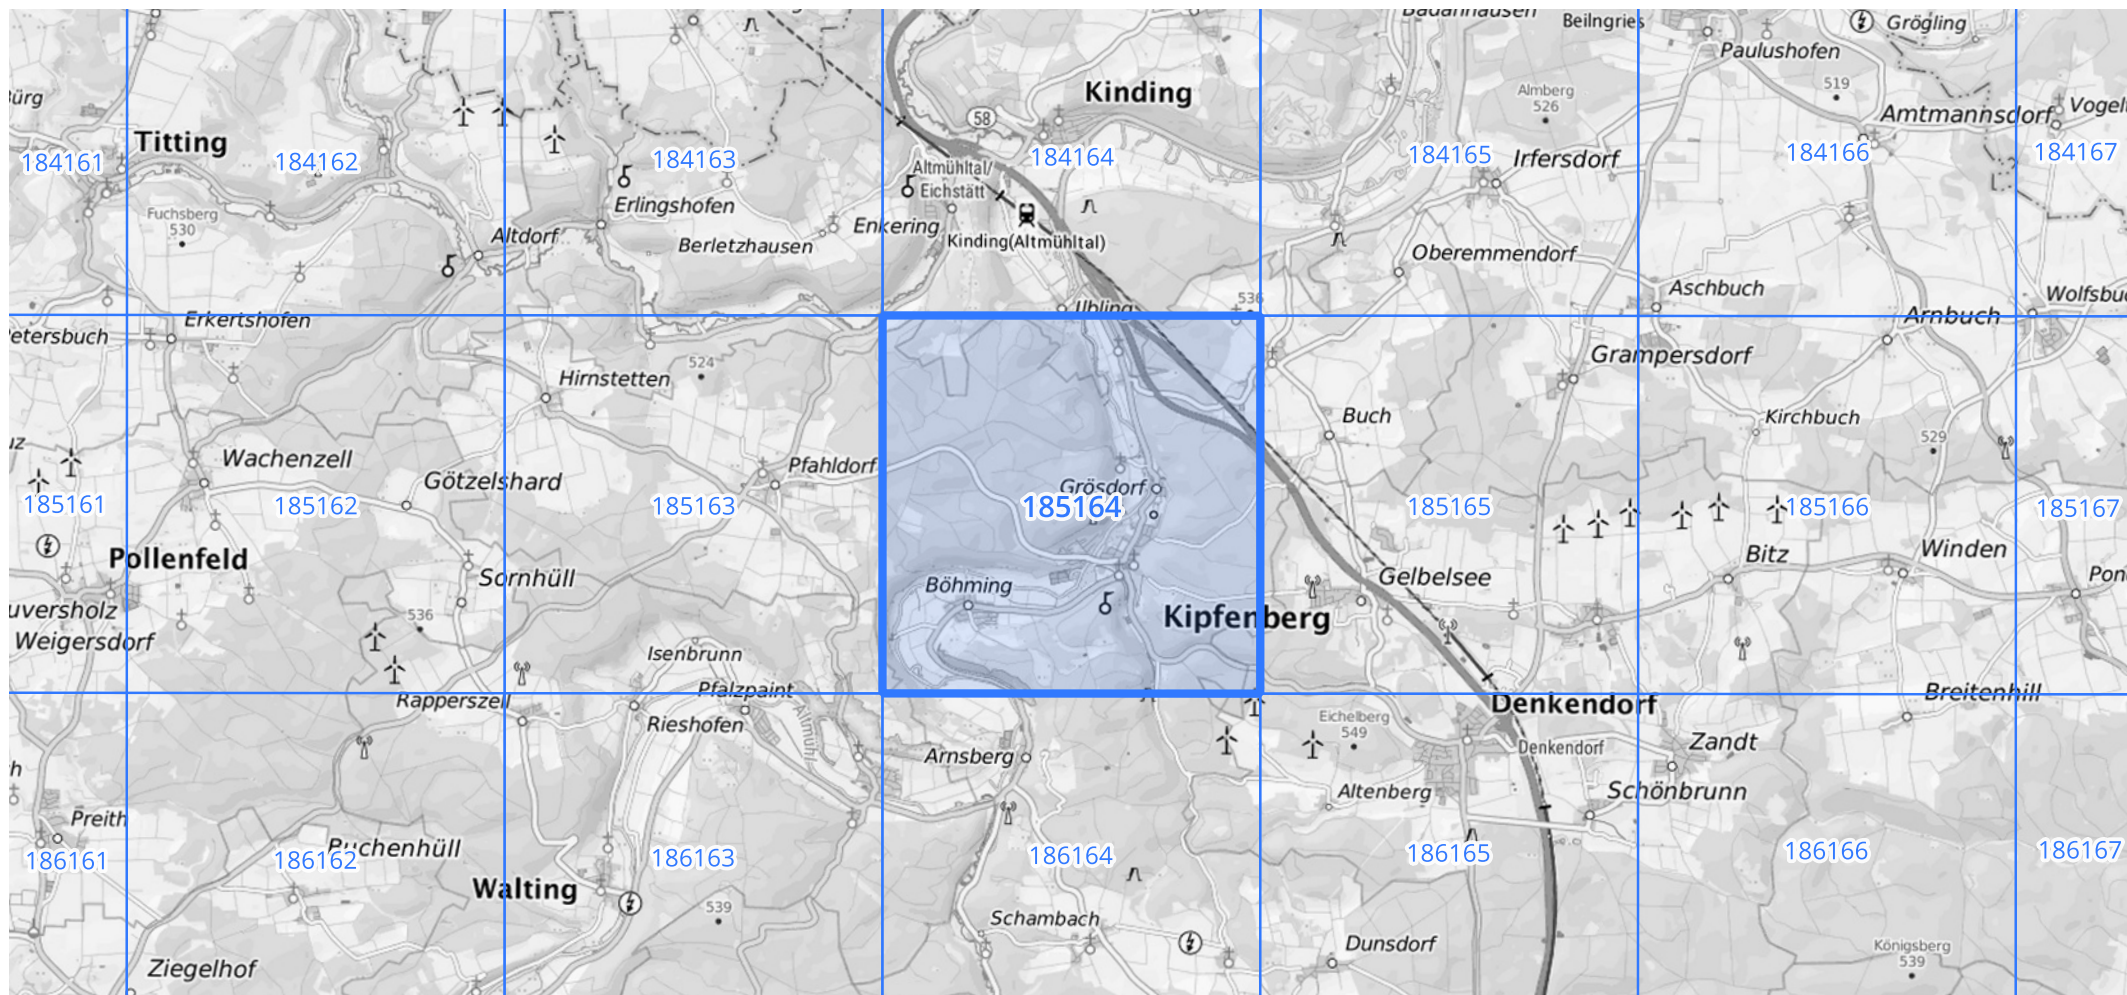 Beilngries
Grögling
Paulushofen
Kinding
Almberg
526
519
Amtmannsdorf
58
Titting
184161
184162
184163
184164
184165
Irfersdorf
184166
184167
Altmühltal/
Eichstätt
Fuchsberg
530
Erlingshofen
Altdorf
Berletzhausen
Enkering
Kinding(Altmühltal)
Oberemmendorf
Aschbuch
536
Ilbling
Erkertshofen
Arnbuch
Grampersdorf
Hirnstetten
524
Buch
Kirchbuch
529
Wachenzell
Götzelshard
Pfahldorf
Grösdorf
185161
185162
185163
185164
185165
185166
185167
Pollenfeld
Sornhüll
Böhming
Gelbelsee
Bitz
Winden
Kipfenberg
536
Weigersdorf
Isenbrunn
Rapperszell
Pfalzpaint
Rieshofen
Altmühl
Denkendorf
Breitenhill
Eichelberg
549
Denkendorf
Zandt
Arnsberg
Altenberg
Schönbrunn
Preith
Buchenhüll
186161
186162
186163
186164
186165
186166
186167
Walting
539
Schambach
Dunsdorf
Königsberg
539
Ziegelhof